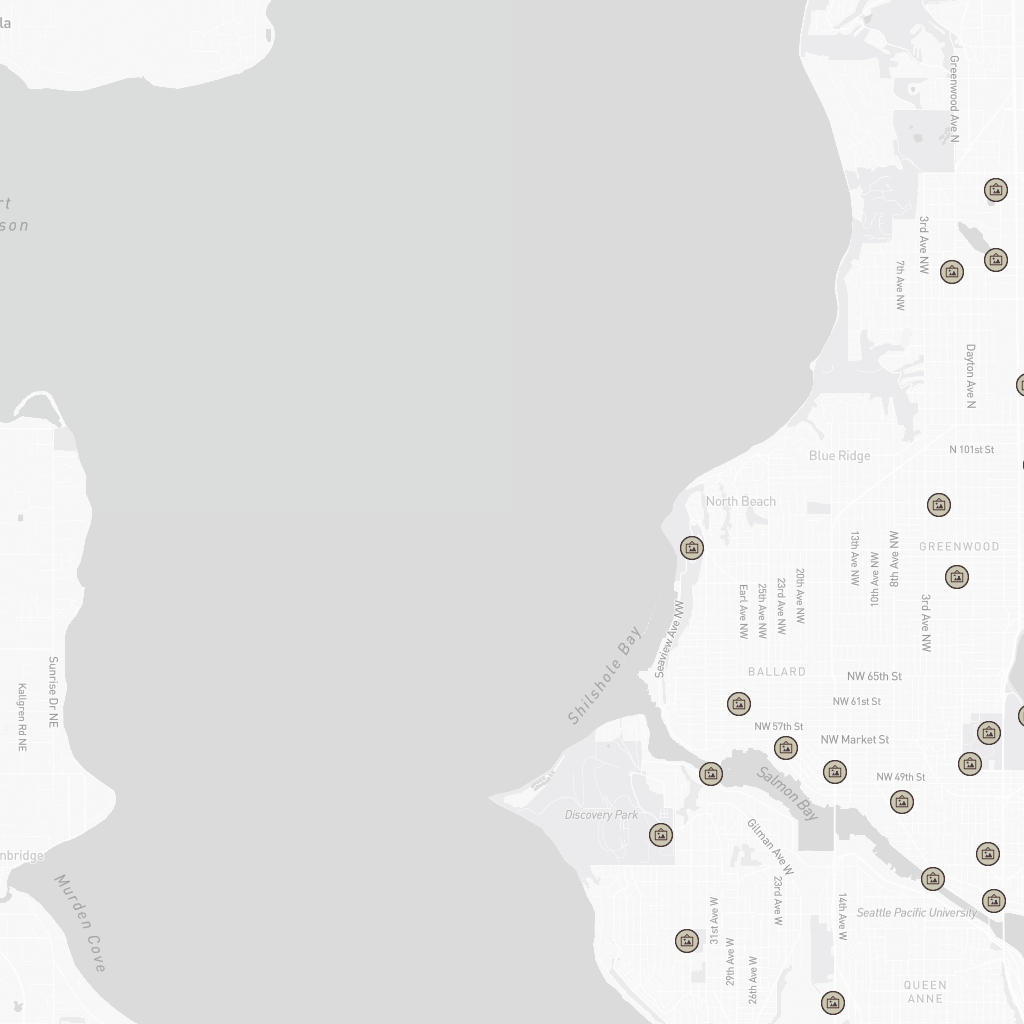 la
Greenwood Ave N
rt
son
3rd Ave NW
7th Ave NW
Dayton Ave N
N 101st St
Blue Ridge
North Beach
GREENWOOD
13th Ave NW
10th Ave NW
8th Ave NW
20th Ave NW
23rd Ave NW
25th Ave NW
Earl Ave NW
3rd Ave NW
Seaview Ave NW
Shilshole Bay
BALLARD
NW 65th St
NW 61st St
NW 57th St
NW Market St
NW 49th St
Sunrise Dr NE
Kallgren Rd NE
Salmon Bay
Discovery Park
Gilman Ave W
nbridge
Murden Cove
23rd Ave W
14th Ave W
Seattle Pacific University
31st Ave W
29th Ave W
26th Ave W
QUEEN
ANNE